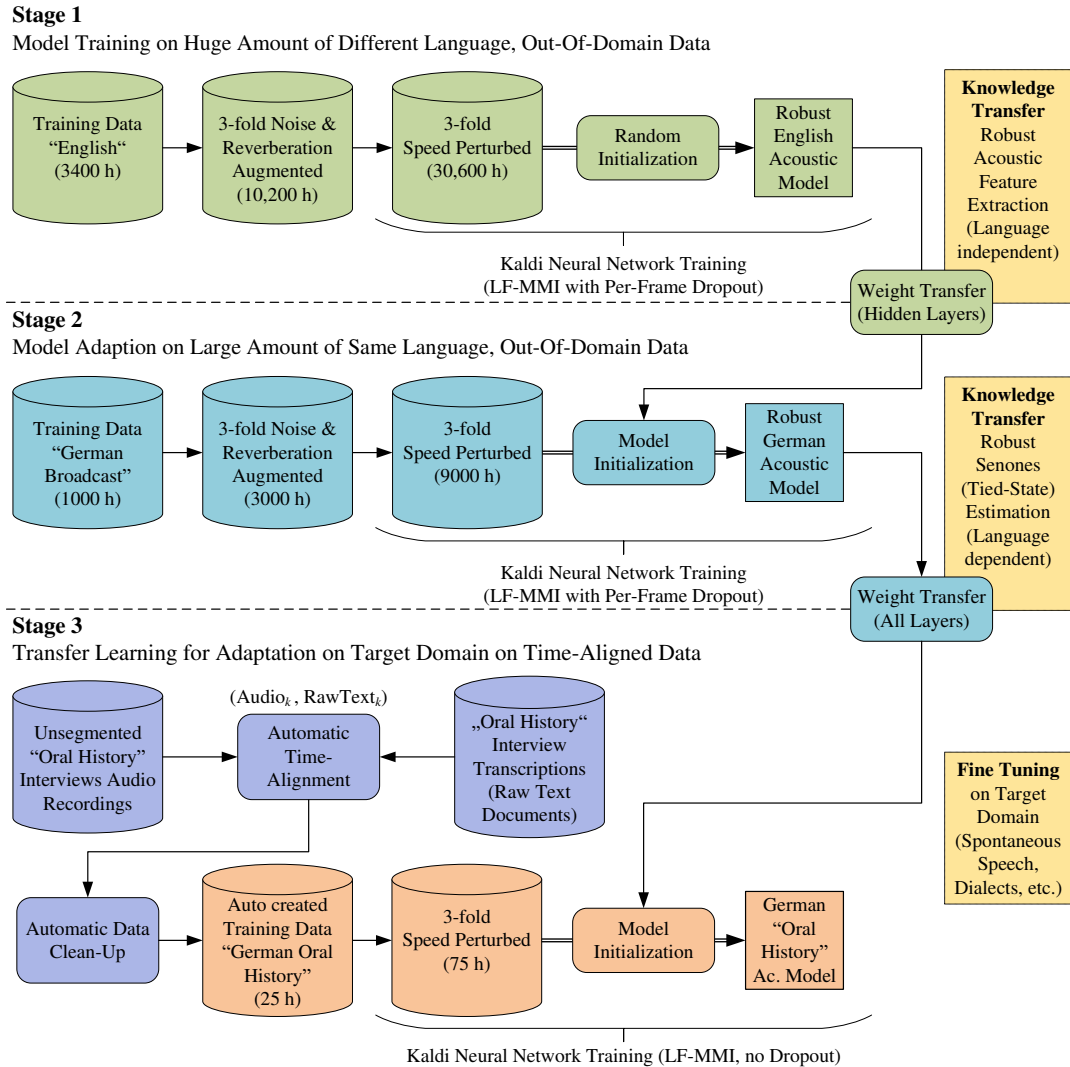 Stage 1
Model Training on Huge Amount of Different Language, Out-Of-Domain Data
Training Data
“English“
(3400 h)
3-fold Noise &
Reverberation
Augmented
(10,200 h)
3-fold
Speed Perturbed
(30,600 h)
Random
Initialization
Robust
English
Acoustic
Model
Knowledge
Transfer
Robust
Acoustic
Feature
Extraction
(Language
independent)
Kaldi Neural Network Training
(LF-MMI with Per-Frame Dropout)
Weight Transfer
(Hidden Layers)
Stage 2
Model Adaption on Large Amount of Same Language, Out-Of-Domain Data
Training Data
“German
Broadcast”
(1000 h)
3-fold Noise &
Reverberation
Augmented
(3000 h)
3-fold
Speed Perturbed
(9000 h)
Model
Initialization
Robust
German
Acoustic
Model
Knowledge
Transfer
Robust
Senones
(Tied-State)
Estimation
(Language
dependent)
Kaldi Neural Network Training
(LF-MMI with Per-Frame Dropout)
Weight Transfer
(All Layers)
Stage 3
Transfer Learning for Adaptation on Target Domain on Time-Aligned Data
Unsegmented
“Oral History”
Interviews Audio
Recordings
(Audioₖ , RawTextₖ)
Automatic
Time-
Alignment
„Oral History“
Interview
Transcriptions
(Raw Text
Documents)
Fine Tuning
on Target
Domain
(Spontaneous
Speech,
Dialects, etc.)
Automatic Data
Clean-Up
Auto created
Training Data
“German Oral
History”
(25 h)
3-fold
Speed Perturbed
(75 h)
Model
Initialization
German
“Oral
History”
Ac. Model
Kaldi Neural Network Training (LF-MMI, no Dropout)